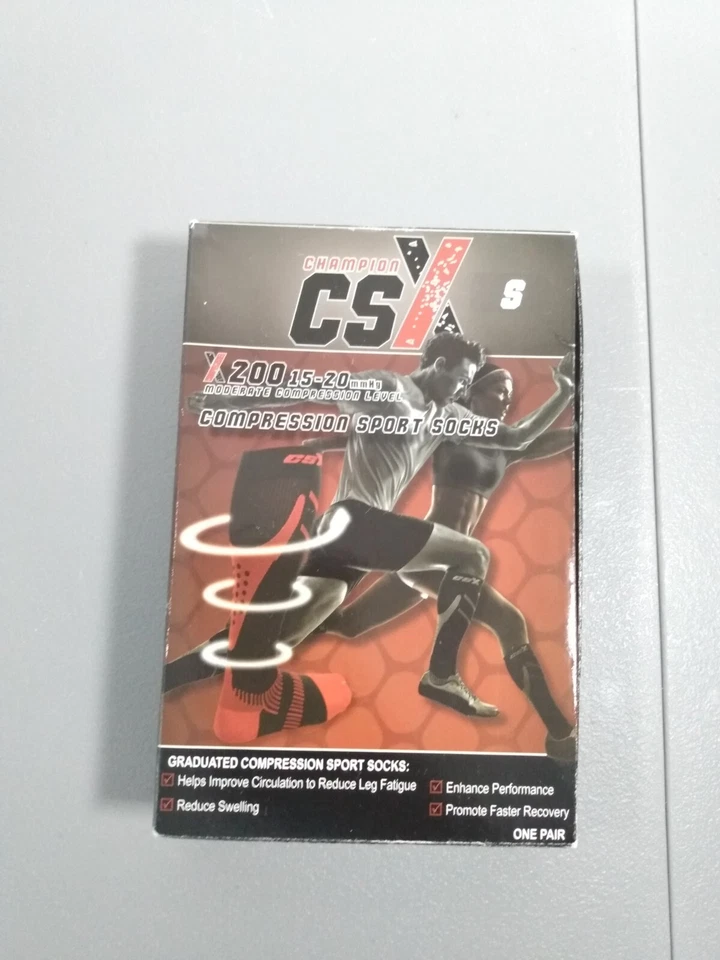 CHAMPION
CSX
S
X200 15-20mmHg
MODERATE COMPRESSION LEVEL
COMPRESSION SPORT SOCKS
CSX
CSX
GRADUATED COMPRESSION SPORT SOCKS:
Helps Improve Circulation to Reduce Leg Fatigue
Enhance Performance
Reduce Swelling
Promote Faster Recovery
ONE PAIR